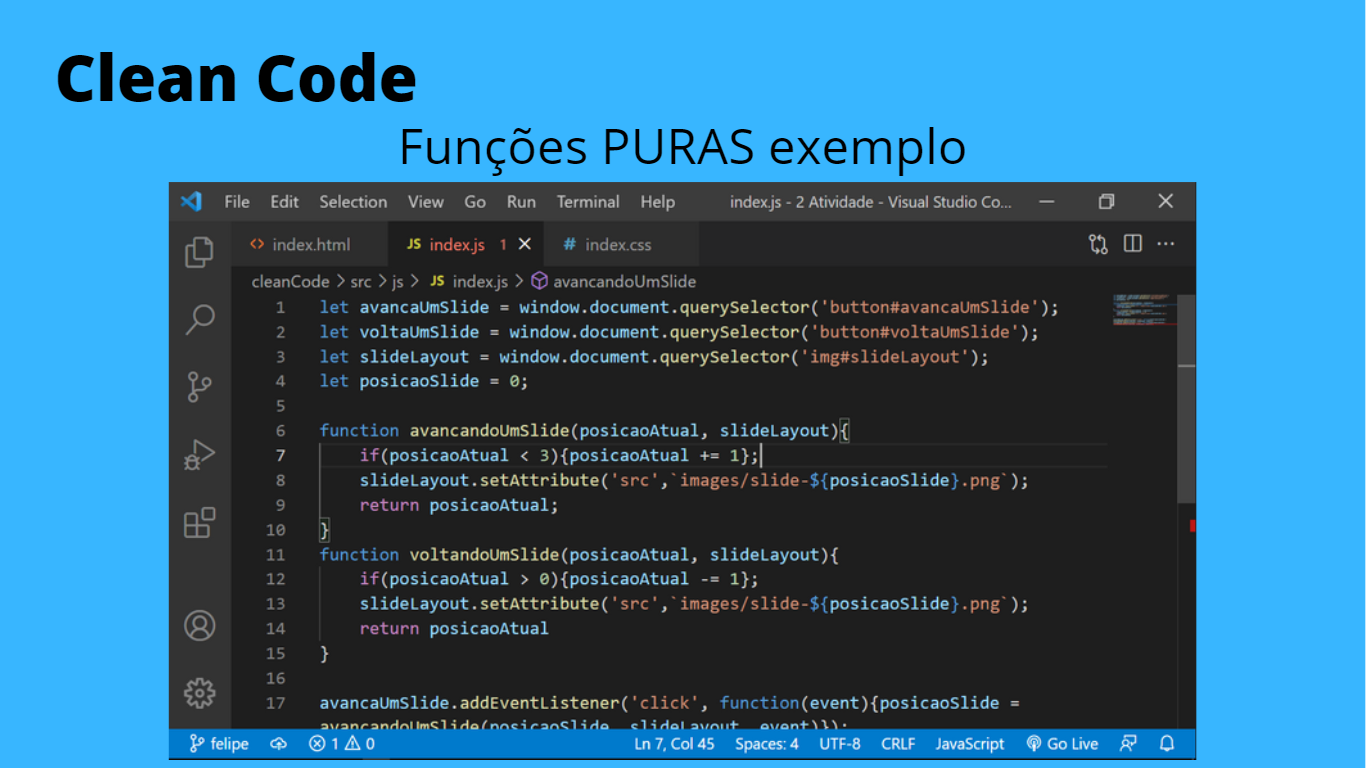 Clean Code
Funções PURAS exemplo
File Edit Selection View Go Run Terminal Help index.js - 2 Atividade - Visual Studio Co...
<> index.html JS index.js 1 # index.css
cleanCode > src > js > JS index.js > avancandoUmSlide
1 let avancaUmSlide = window.document.querySelector('button#avancaUmSlide');
2 let voltaUmSlide = window.document.querySelector('button#voltaUmSlide');
3 let slideLayout = window.document.querySelector('img#slideLayout');
4 let posicaoSlide = 0;
5
6 function avancandoUmSlide(posicaoAtual, slideLayout){
7 if(posicaoAtual < 3){posicaoAtual += 1};
8 slideLayout.setAttribute('src',`images/slide-${posicaoSlide}.png`);
9 return posicaoAtual;
10 }
11 function voltandoUmSlide(posicaoAtual, slideLayout){
12 if(posicaoAtual > 0){posicaoAtual -= 1};
13 slideLayout.setAttribute('src',`images/slide-${posicaoSlide}.png`);
14 return posicaoAtual
15 }
16
17 avancaUmSlide.addEventListener('click', function(event){posicaoSlide =
avancandoUmSlide(posicaoSlide, slideLayout, event)});
felipe 1 0 Ln 7, Col 45 Spaces: 4 UTF-8 CRLF JavaScript Go Live